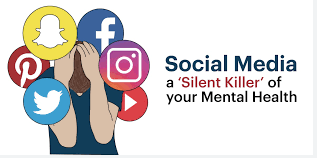 Social Media
a ‘Silent Killer’ of
your Mental Health